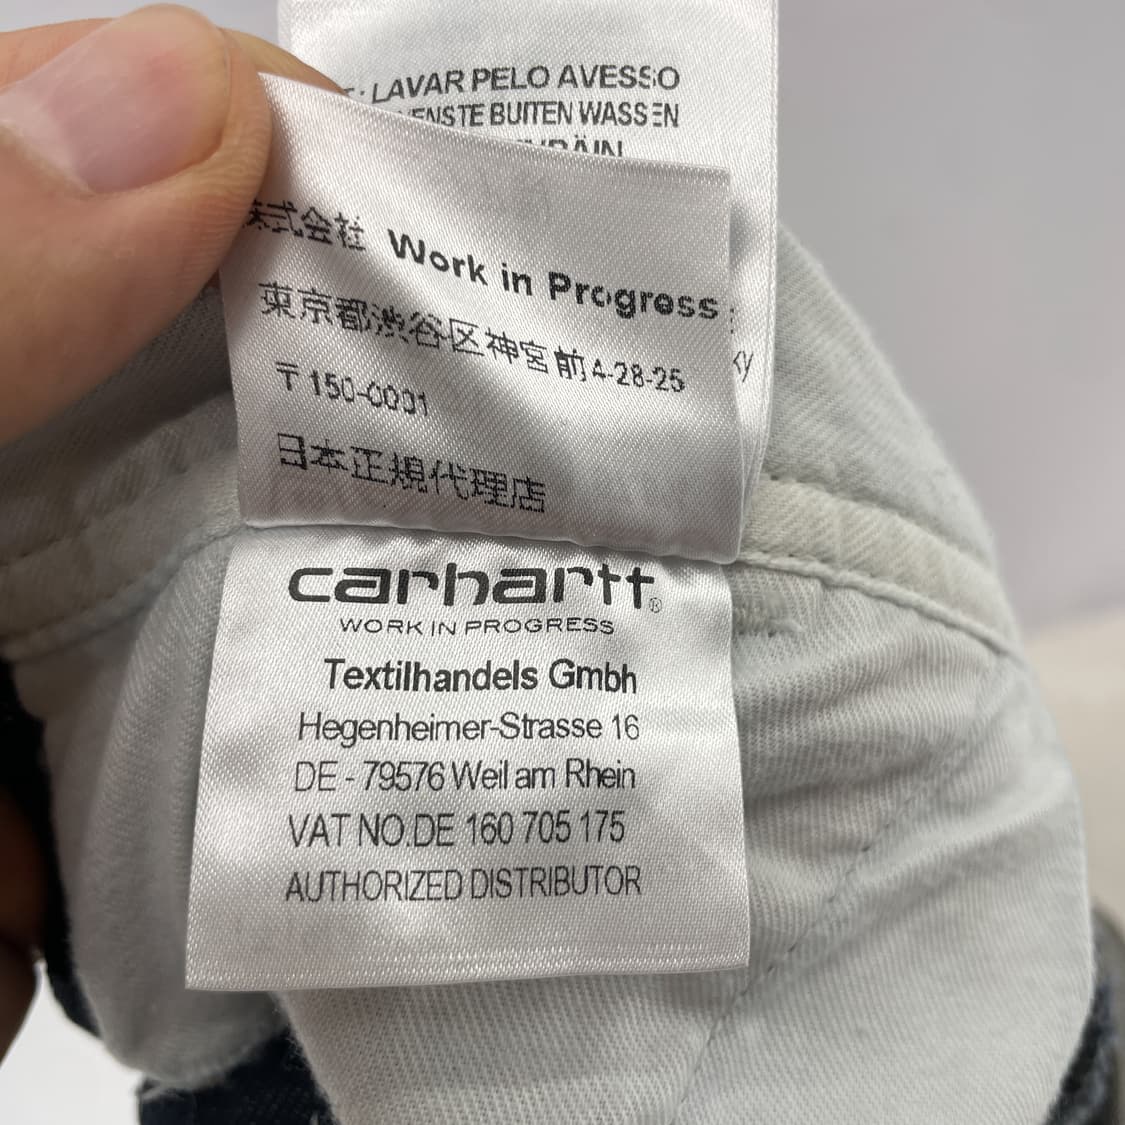 LAVAR PELO AVESSO
BUITEN WASSEN
株式会社 Work in Progress
東京都渋谷区神宮前4-28-25
〒150-0001
日本正規代理店
carhartt®
WORK IN PROGRESS
Textilhandels Gmbh
Hegenheimer-Strasse 16
DE - 79576 Weil am Rhein
VAT NO.DE 160 705 175
AUTHORIZED DISTRIBUTOR